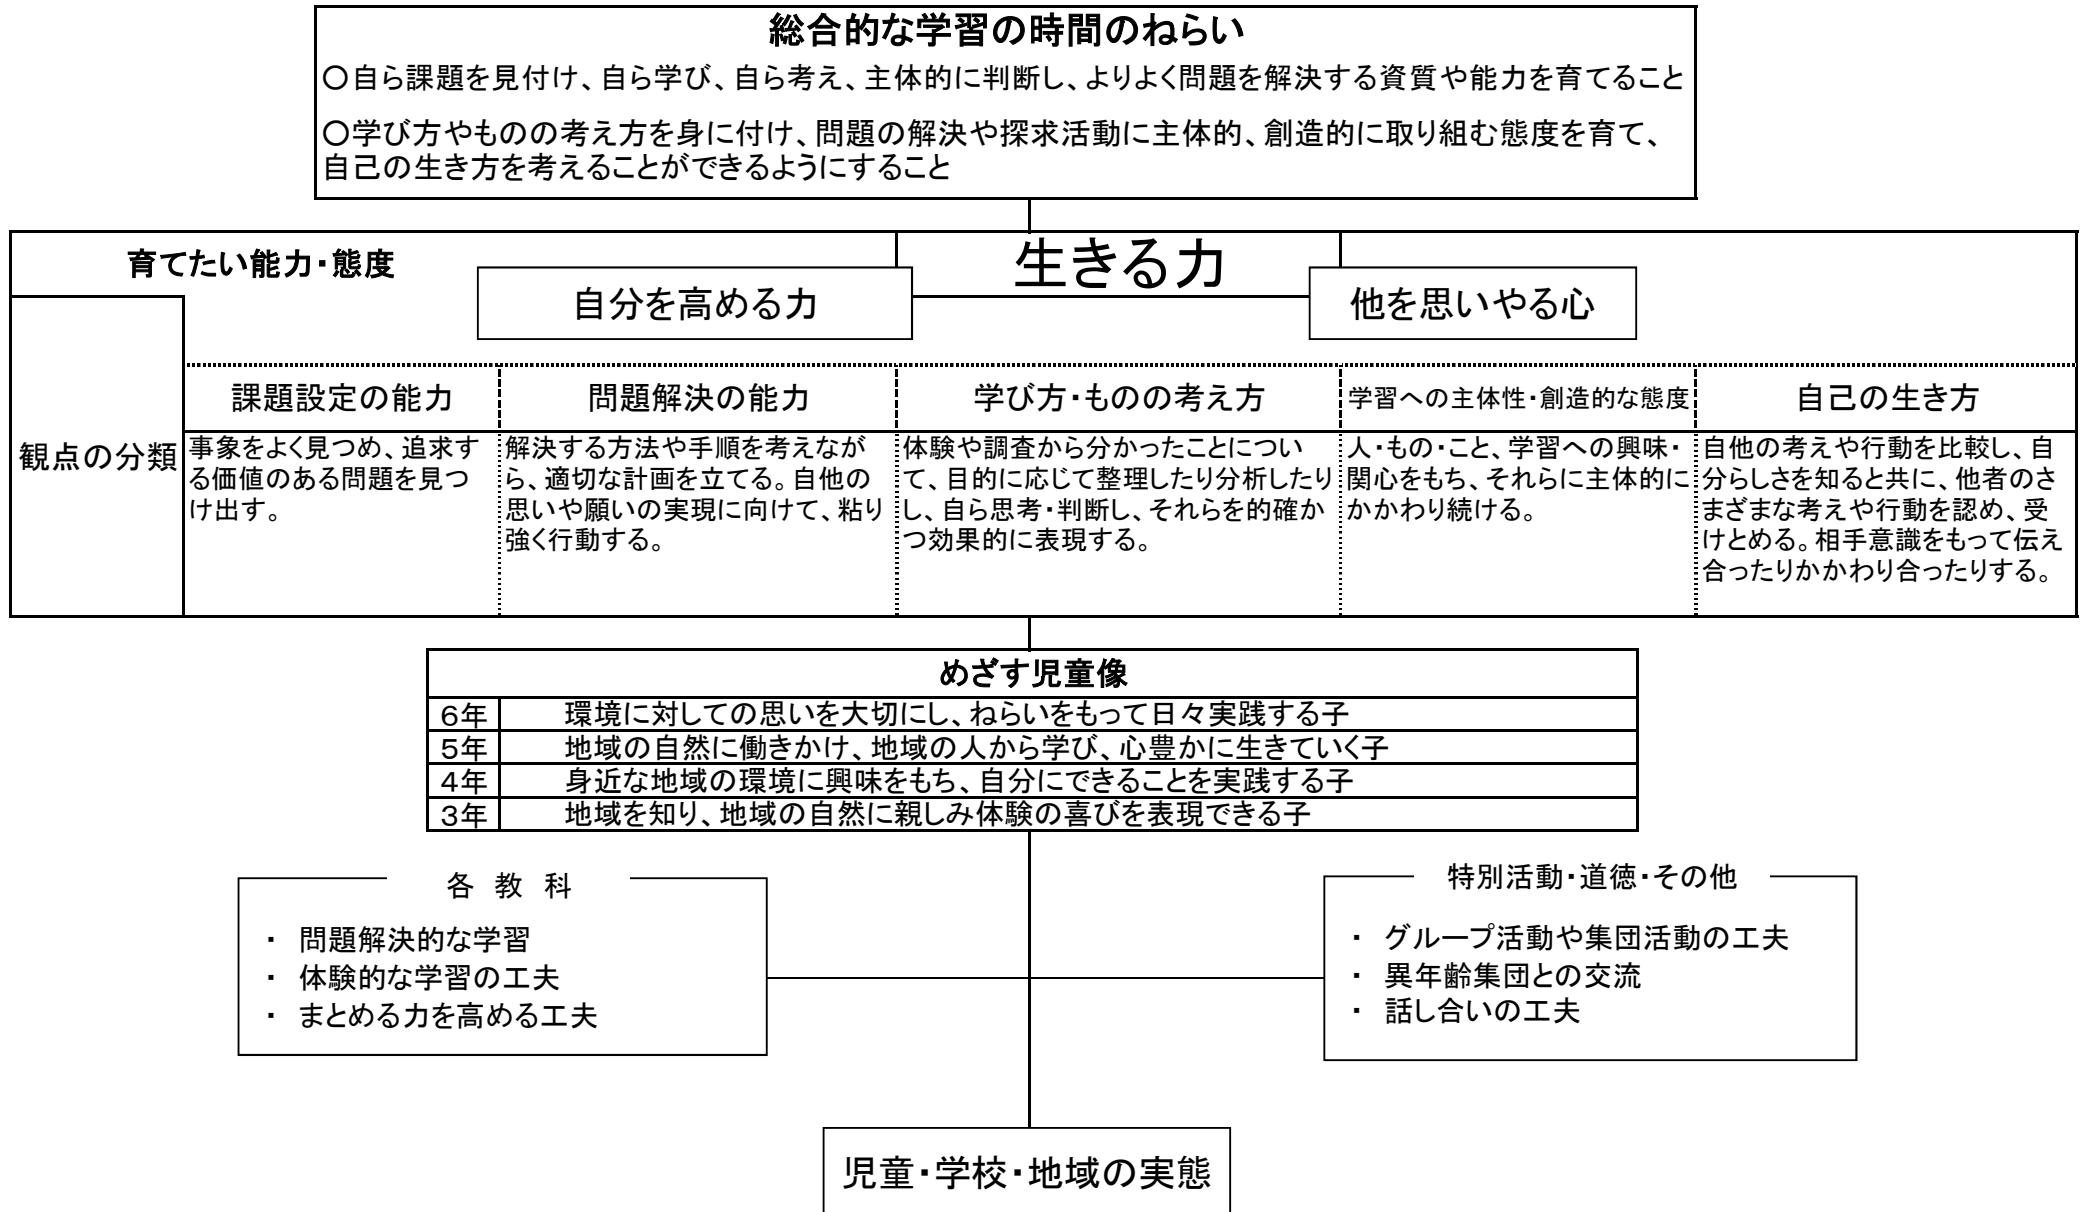 総合的な学習の時間のねらい
○自ら課題を見付け、自ら学び、自ら考え、主体的に判断し、よりよく問題を解決する資質や能力を育てること
○学び方やものの考え方を身に付け、問題の解決や探求活動に主体的、創造的に取り組む態度を育て、
自己の生き方を考えることができるようにすること
育てたい能力・態度
生きる力
自分を高める力
他を思いやる心
観点の分類
課題設定の能力
事象をよく見つめ、追求す
る価値のある問題を見つ
け出す。
問題解決の能力
解決する方法や手順を考えなが
ら、適切な計画を立てる。自他の
思いや願いの実現に向けて、粘り
強く行動する。
学び方・ものの考え方
体験や調査から分かったことについ
て、目的に応じて整理したり分析したり
し、自ら思考・判断し、それらを的確か
つ効果的に表現する。
学習への主体性・創造的な態度
人・もの・こと、学習への興味・
関心をもち、それらに主体的に
かかわり続ける。
自己の生き方
自他の考えや行動を比較し、自
分らしさを知ると共に、他者のさ
まざまな考えや行動を認め、受
けとめる。相手意識をもって伝え
合ったりかかわり合ったりする。
めざす児童像
６年 環境に対しての思いを大切にし、ねらいをもって日々実践する子
５年 地域の自然に働きかけ、地域の人から学び、心豊かに生きていく子
４年 身近な地域の環境に興味をもち、自分にできることを実践する子
３年 地域を知り、地域の自然に親しみ体験の喜びを表現できる子
各 教 科
・ 問題解決的な学習
・ 体験的な学習の工夫
・ まとめる力を高める工夫
特別活動・道徳・その他
・ グループ活動や集団活動の工夫
・ 異年齢集団との交流
・ 話し合いの工夫
児童・学校・地域の実態